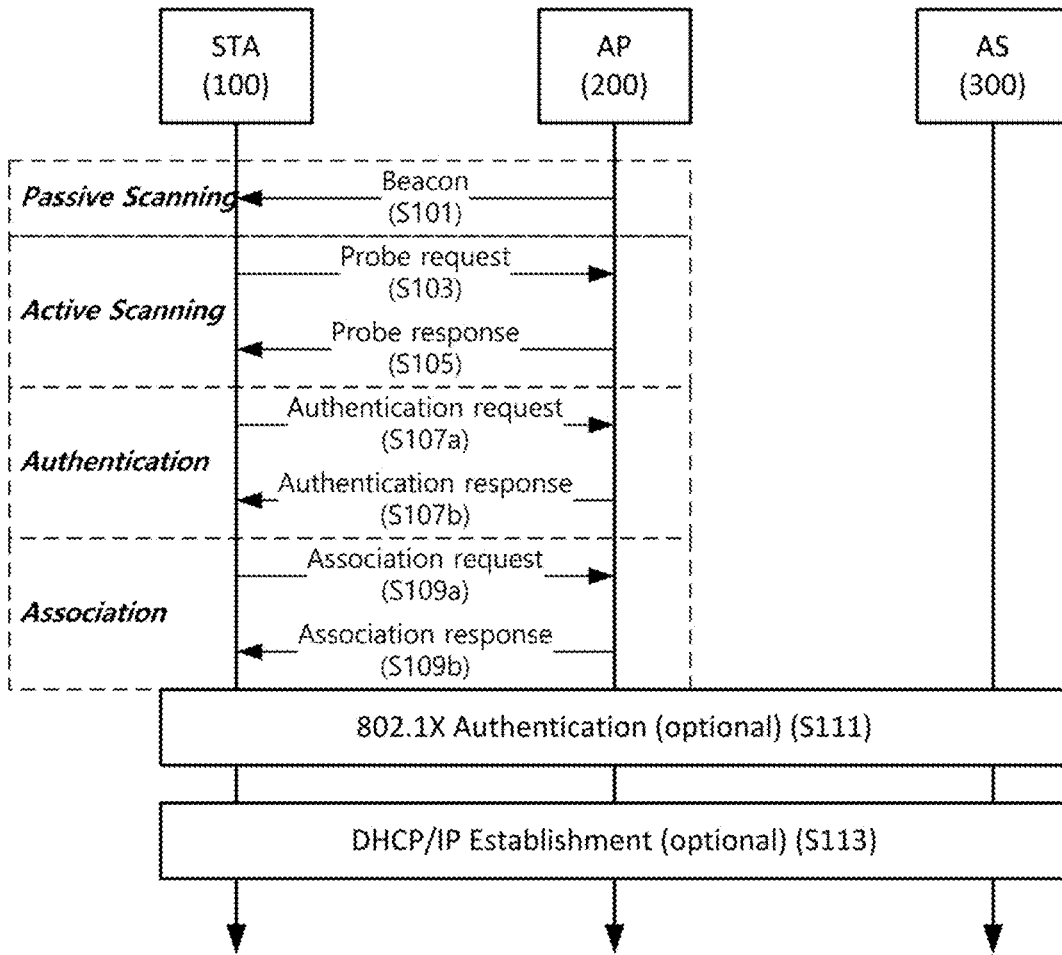 STA
(100)
AP
(200)
AS
(300)
Passive Scanning
Beacon
(S101)
Active Scanning
Probe request
(S103)
Probe response
(S105)
Authentication
Authentication request
(S107a)
Authentication response
(S107b)
Association
Association request
(S109a)
Association response
(S109b)
802.1X Authentication (optional) (S111)
DHCP/IP Establishment (optional) (S113)